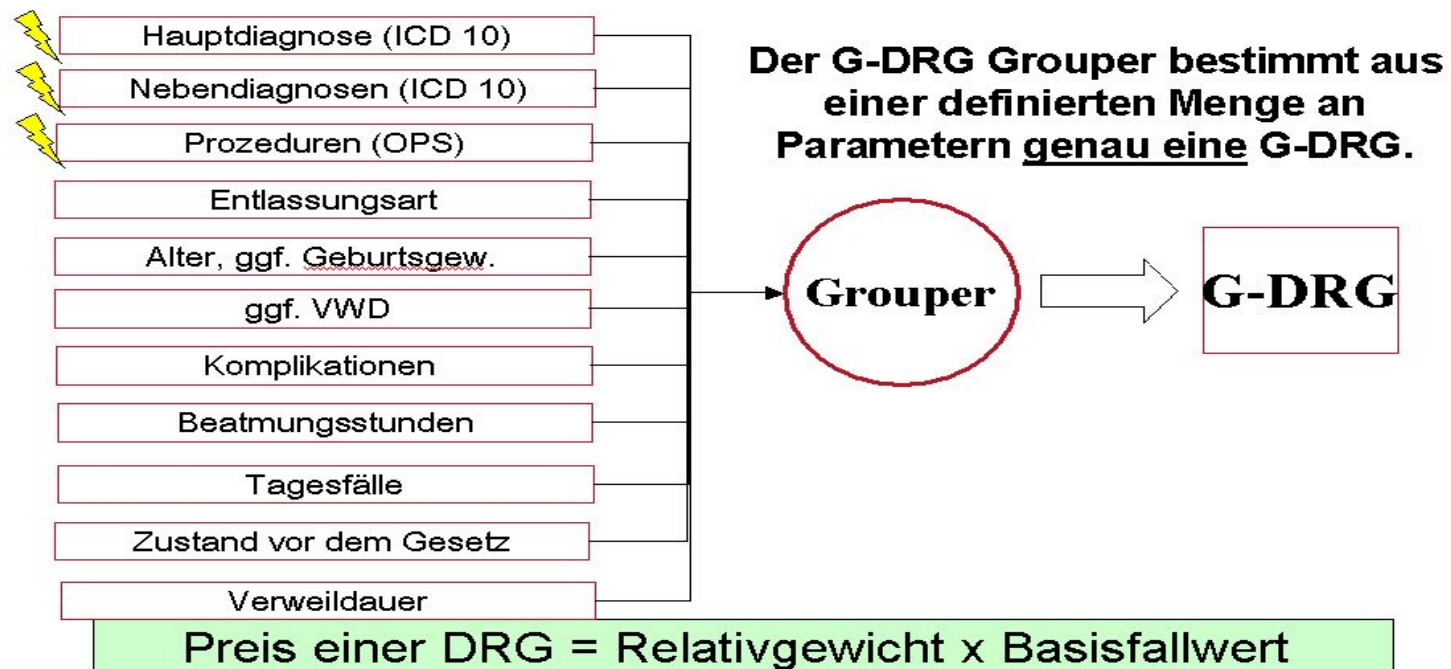 Hauptdiagnose (ICD 10)
Nebendiagnosen (ICD 10)
Prozeduren (OPS)
Entlassungsart
Alter, ggf. Geburtsgew.
ggf. VWD
Komplikationen
Beatmungsstunden
Tagesfälle
Zustand vor dem Gesetz
Verweildauer
Der G-DRG Grouper bestimmt aus
einer definierten Menge an
Parametern genau eine G-DRG.
Grouper
G-DRG
Preis einer DRG = Relativgewicht x Basisfallwert